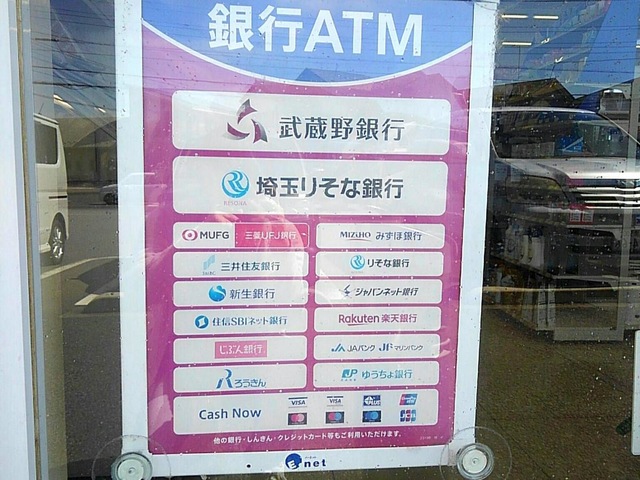 銀行ATM
武蔵野銀行
RESONA 埼玉りそな銀行
MUFG 三菱UFJ銀行 MIZUHO みずほ銀行
三井住友銀行 りそな銀行
新生銀行 ジャパンネット銀行
住信SBIネット銀行 Rakuten 楽天銀行
じぶん銀行 JAバンク JFマリンバンク
ろうきん JP BANK ゆうちょ銀行
Cash Now VISA VISA PLUS JCB
他の銀行・しんきん・クレジットカード等もご利用いただけます。
E net